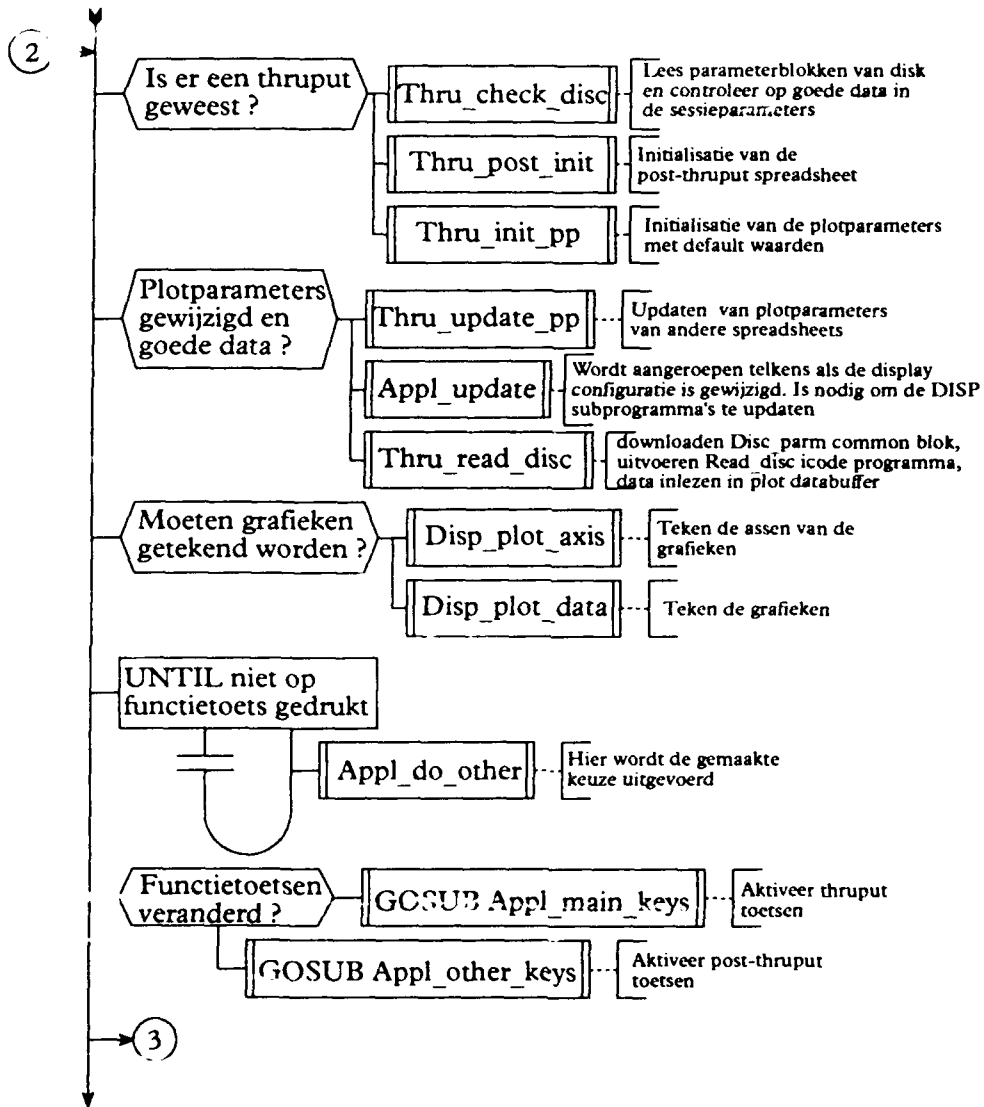 2
Is er een thruput
geweest ?
Thru_check_disc
Lees parameterblokken van disk
en controleer op goede data in
de sessieparameters
Thru_post_init
Initialisatie van de
post-thruput spreadsheet
Thru_init_pp
Initialisatie van de plotparameters
met default waarden
Plotparameters
gewijzigd en
goede data ?
Thru_update_pp
Updaten van plotparameters
van andere spreadsheets
Appl_update
Wordt aangeroepen telkens als de display
configuratie is gewijzigd. Is nodig om de DISP
subprogramma's te updaten
Thru_read_disc
downloaden Disc_parm common blok,
uitvoeren Read_disc icode programma,
data inlezen in plot databuffer
Moeten grafieken
getekend worden ?
Disp_plot_axis
Teken de assen van de
grafieken
Disp_plot_data
Teken de grafieken
UNTIL niet op
functietoets gedrukt
Appl_do_other
Hier wordt de gemaakte
keuze uitgevoerd
Functietoetsen
veranderd ?
GOSUB Appl_main_keys
Aktiveer thruput
toetsen
GOSUB Appl_other_keys
Aktiveer post-thruput
toetsen
3